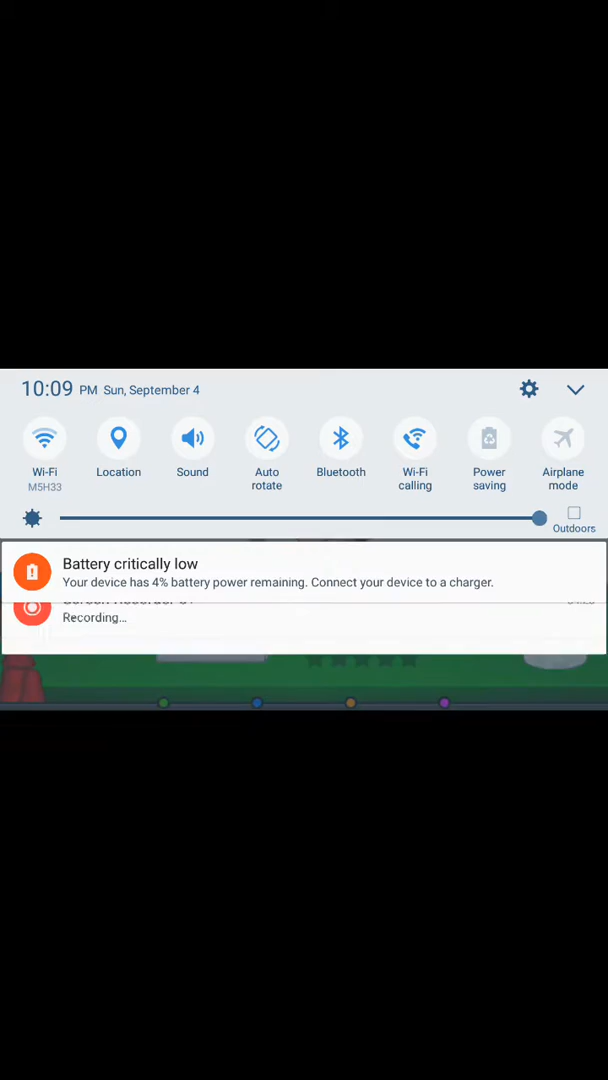 10:09 PM Sun, September 4
Wi-Fi
M5H33
Location
Sound
Auto
rotate
Bluetooth
Wi-Fi
calling
Power
saving
Airplane
mode
Outdoors
Battery critically low
Your device has 4% battery power remaining. Connect your device to a charger.
Screen Recorder
Recording...